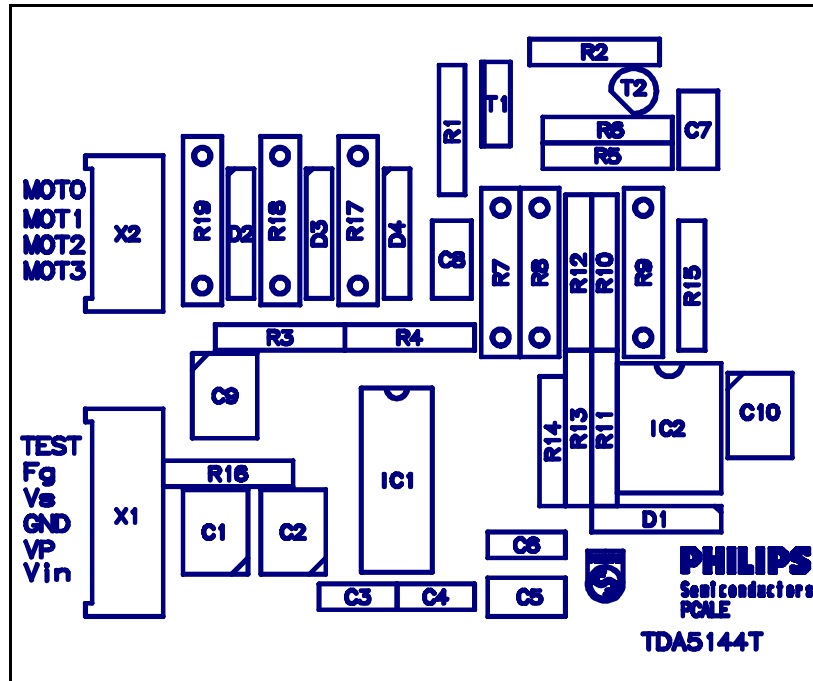 R2
T2
T1
R1
R6
C7
R5
MOT0
MOT1
MOT2
MOT3
X2
R19
D2
R18
D3
R17
D4
C8
R7
R8
R12
R10
R9
R15
R3
R4
C9
IC1
R14
R13
R11
IC2
C10
TEST
Fg
Vs
GND
VP
Vin
X1
R16
C1
C2
C3
C4
C6
C5
D1
PHILIPS
Semiconductors
PCALE
TDA5144T